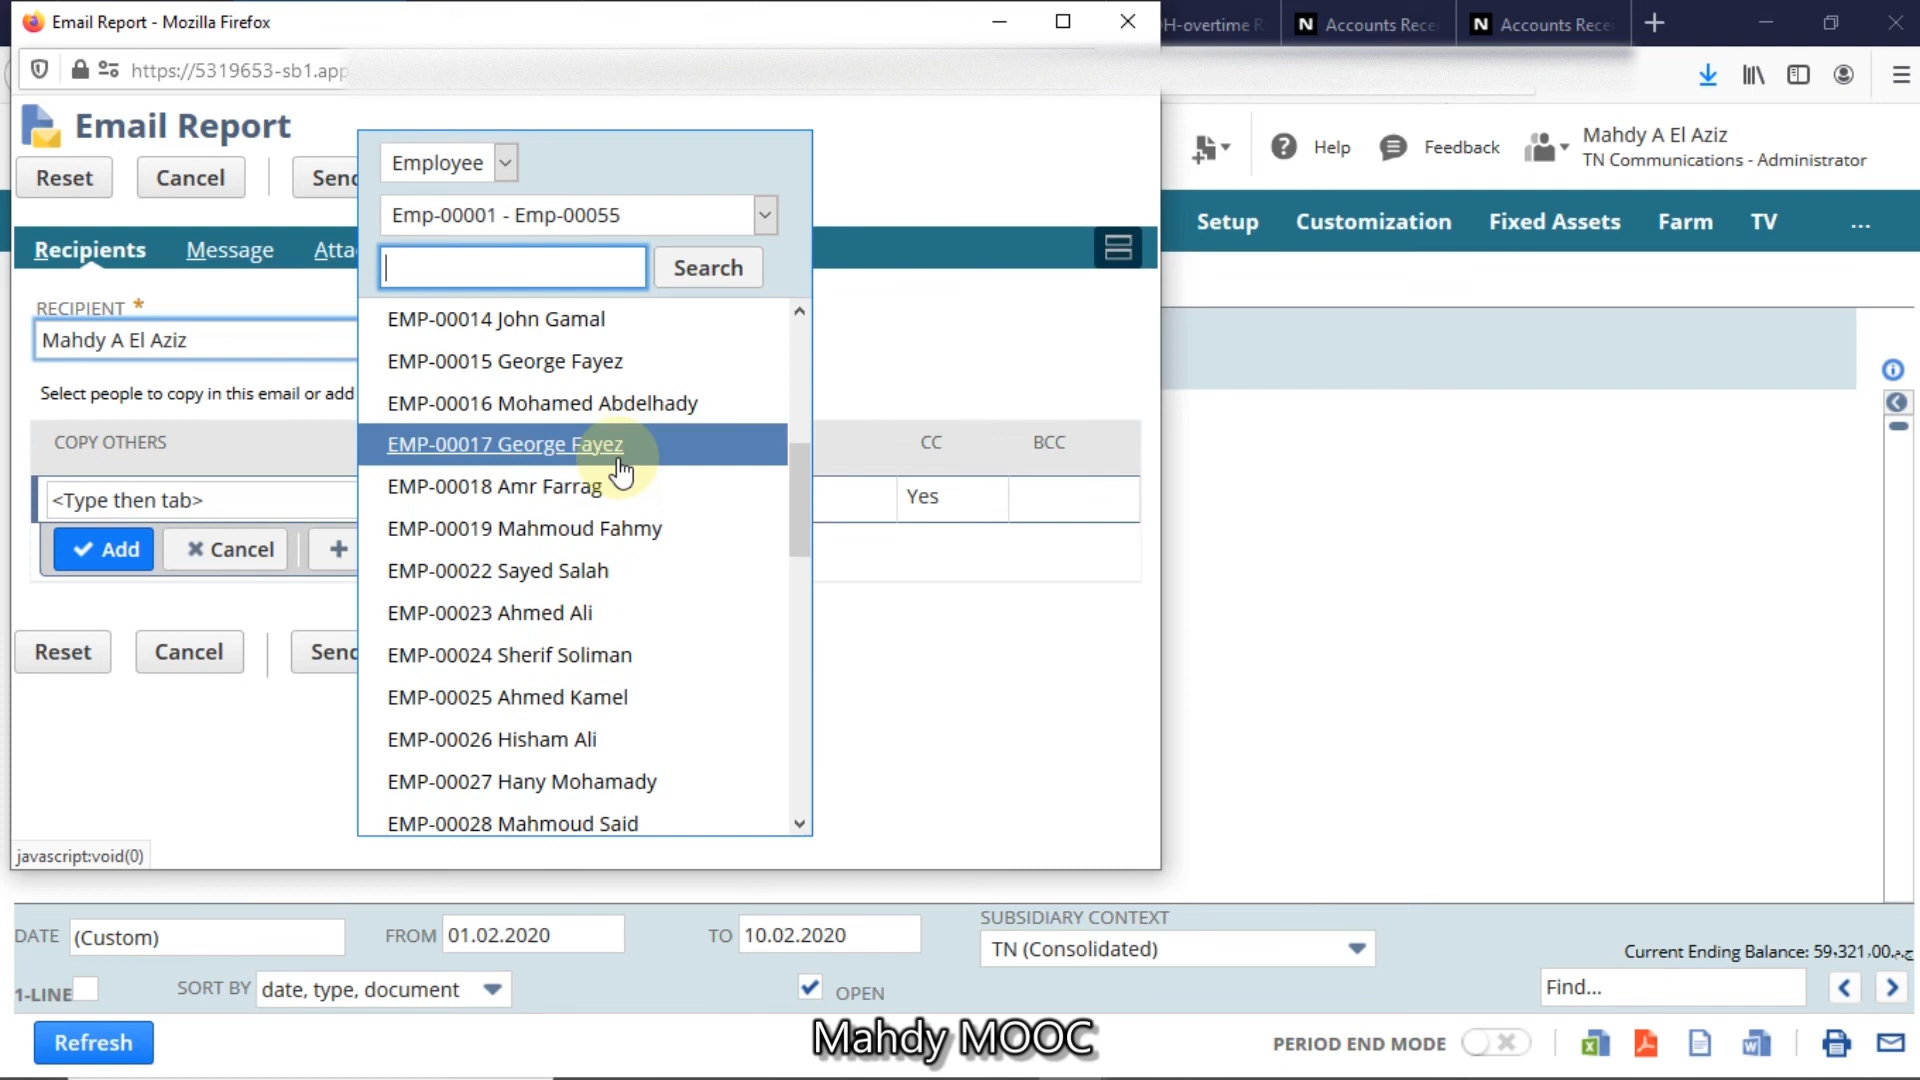 Email Report - Mozilla Firefox
H-overtime R
Accounts Rece
Accounts Rece
https://5319653-sb1.app
Email Report
Reset
Cancel
Send
Employee
Emp-00001 - Emp-00055
Search
Recipients
Message
Atta
RECIPIENT *
Mahdy A El Aziz
Select people to copy in this email or add
COPY OTHERS
CC
BCC
<Type then tab>
Yes
Add
Cancel
EMP-00014 John Gamal
EMP-00015 George Fayez
EMP-00016 Mohamed Abdelhady
EMP-00017 George Fayez
EMP-00018 Amr Farrag
EMP-00019 Mahmoud Fahmy
EMP-00022 Sayed Salah
EMP-00023 Ahmed Ali
EMP-00024 Sherif Soliman
EMP-00025 Ahmed Kamel
EMP-00026 Hisham Ali
EMP-00027 Hany Mohamady
EMP-00028 Mahmoud Said
Reset
Cancel
Send
javascript:void(0)
Help
Feedback
Mahdy A El Aziz
TN Communications - Administrator
Setup
Customization
Fixed Assets
Farm
TV
...
DATE
(Custom)
FROM
01.02.2020
TO
10.02.2020
SUBSIDIARY CONTEXT
TN (Consolidated)
Current Ending Balance: 59،321.00ج.م.
1-LINE
SORT BY
date, type, document
OPEN
Find...
Refresh
Mahdy MOOC
PERIOD END MODE